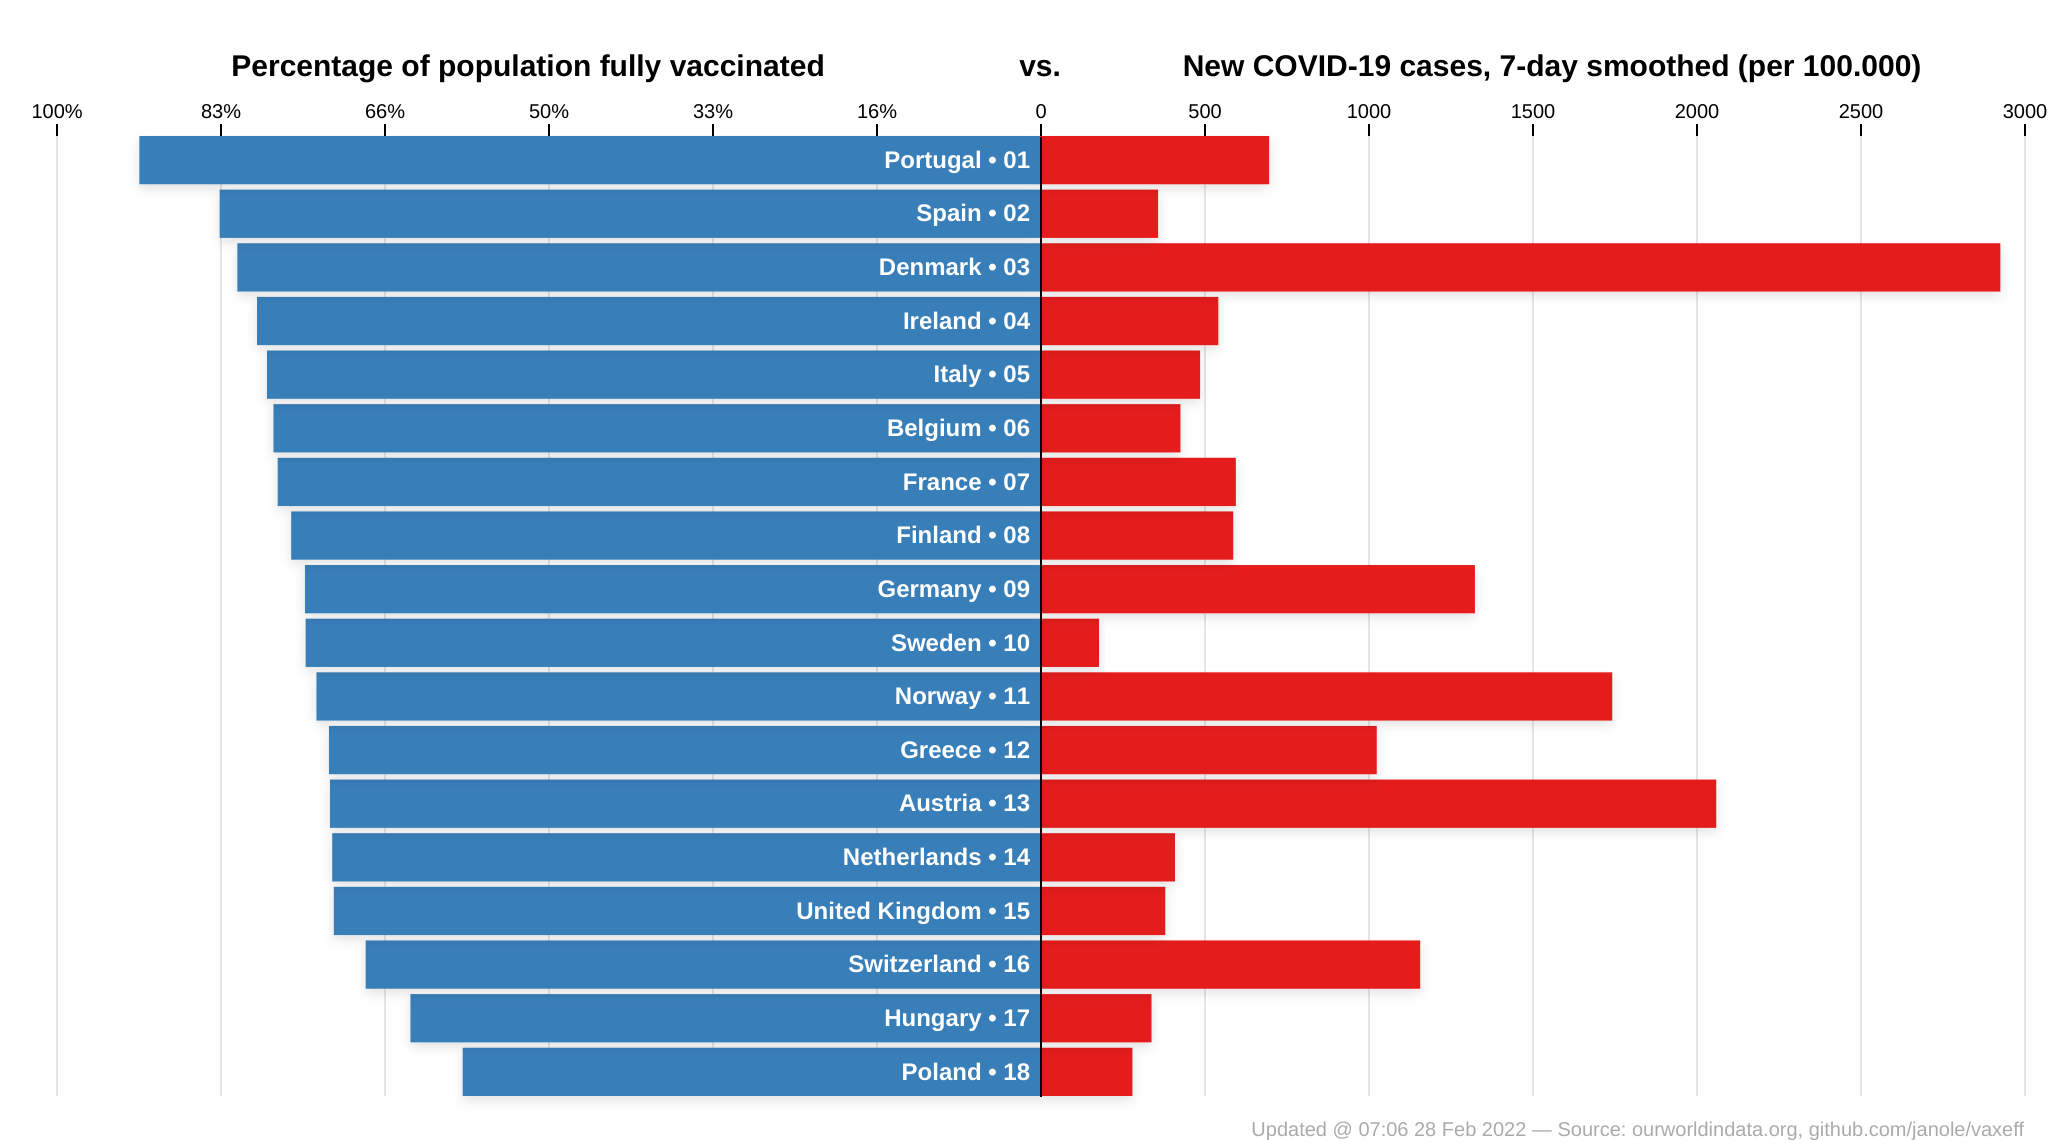 Percentage of population fully vaccinated vs. New COVID-19 cases, 7-day smoothed (per 100.000)
100% 83% 66% 50% 33% 16% 0 500 1000 1500 2000 2500 3000
Portugal • 01
Spain • 02
Denmark • 03
Ireland • 04
Italy • 05
Belgium • 06
France • 07
Finland • 08
Germany • 09
Sweden • 10
Norway • 11
Greece • 12
Austria • 13
Netherlands • 14
United Kingdom • 15
Switzerland • 16
Hungary • 17
Poland • 18
Updated @ 07:06 28 Feb 2022 — Source: ourworldindata.org, github.com/janole/vaxeff